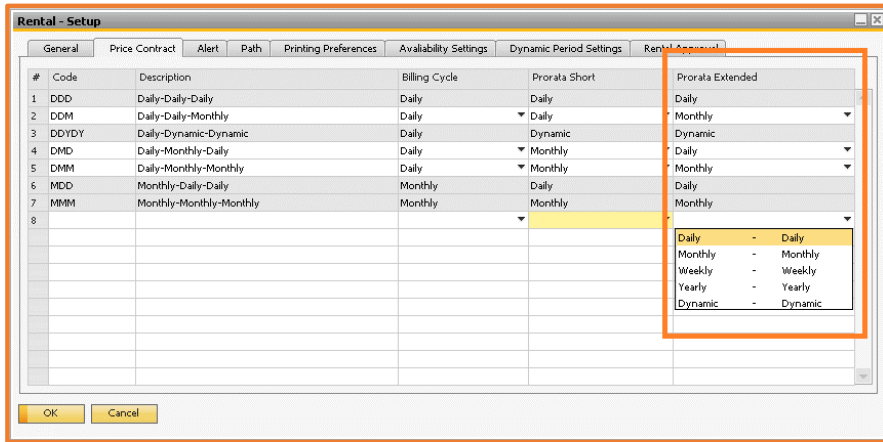 Rental - Setup
General Price Contract Alert Path Printing Preferences Avaliability Settings Dynamic Period Settings Rental Approval
# Code Description Billing Cycle Prorata Short Prorata Extended
1 DDD Daily-Daily-Daily Daily Daily Daily
2 DDM Daily-Daily-Monthly Daily Daily Monthly
3 DDYDY Daily-Dynamic-Dynamic Daily Dynamic Dynamic
4 DMD Daily-Monthly-Daily Daily Monthly Daily
5 DMM Daily-Monthly-Monthly Daily Monthly Monthly
6 MDD Monthly-Daily-Daily Monthly Daily Daily
7 MMM Monthly-Monthly-Monthly Monthly Monthly Monthly
8
Daily - Daily
Monthly - Monthly
Weekly - Weekly
Yearly - Yearly
Dynamic - Dynamic
OK Cancel